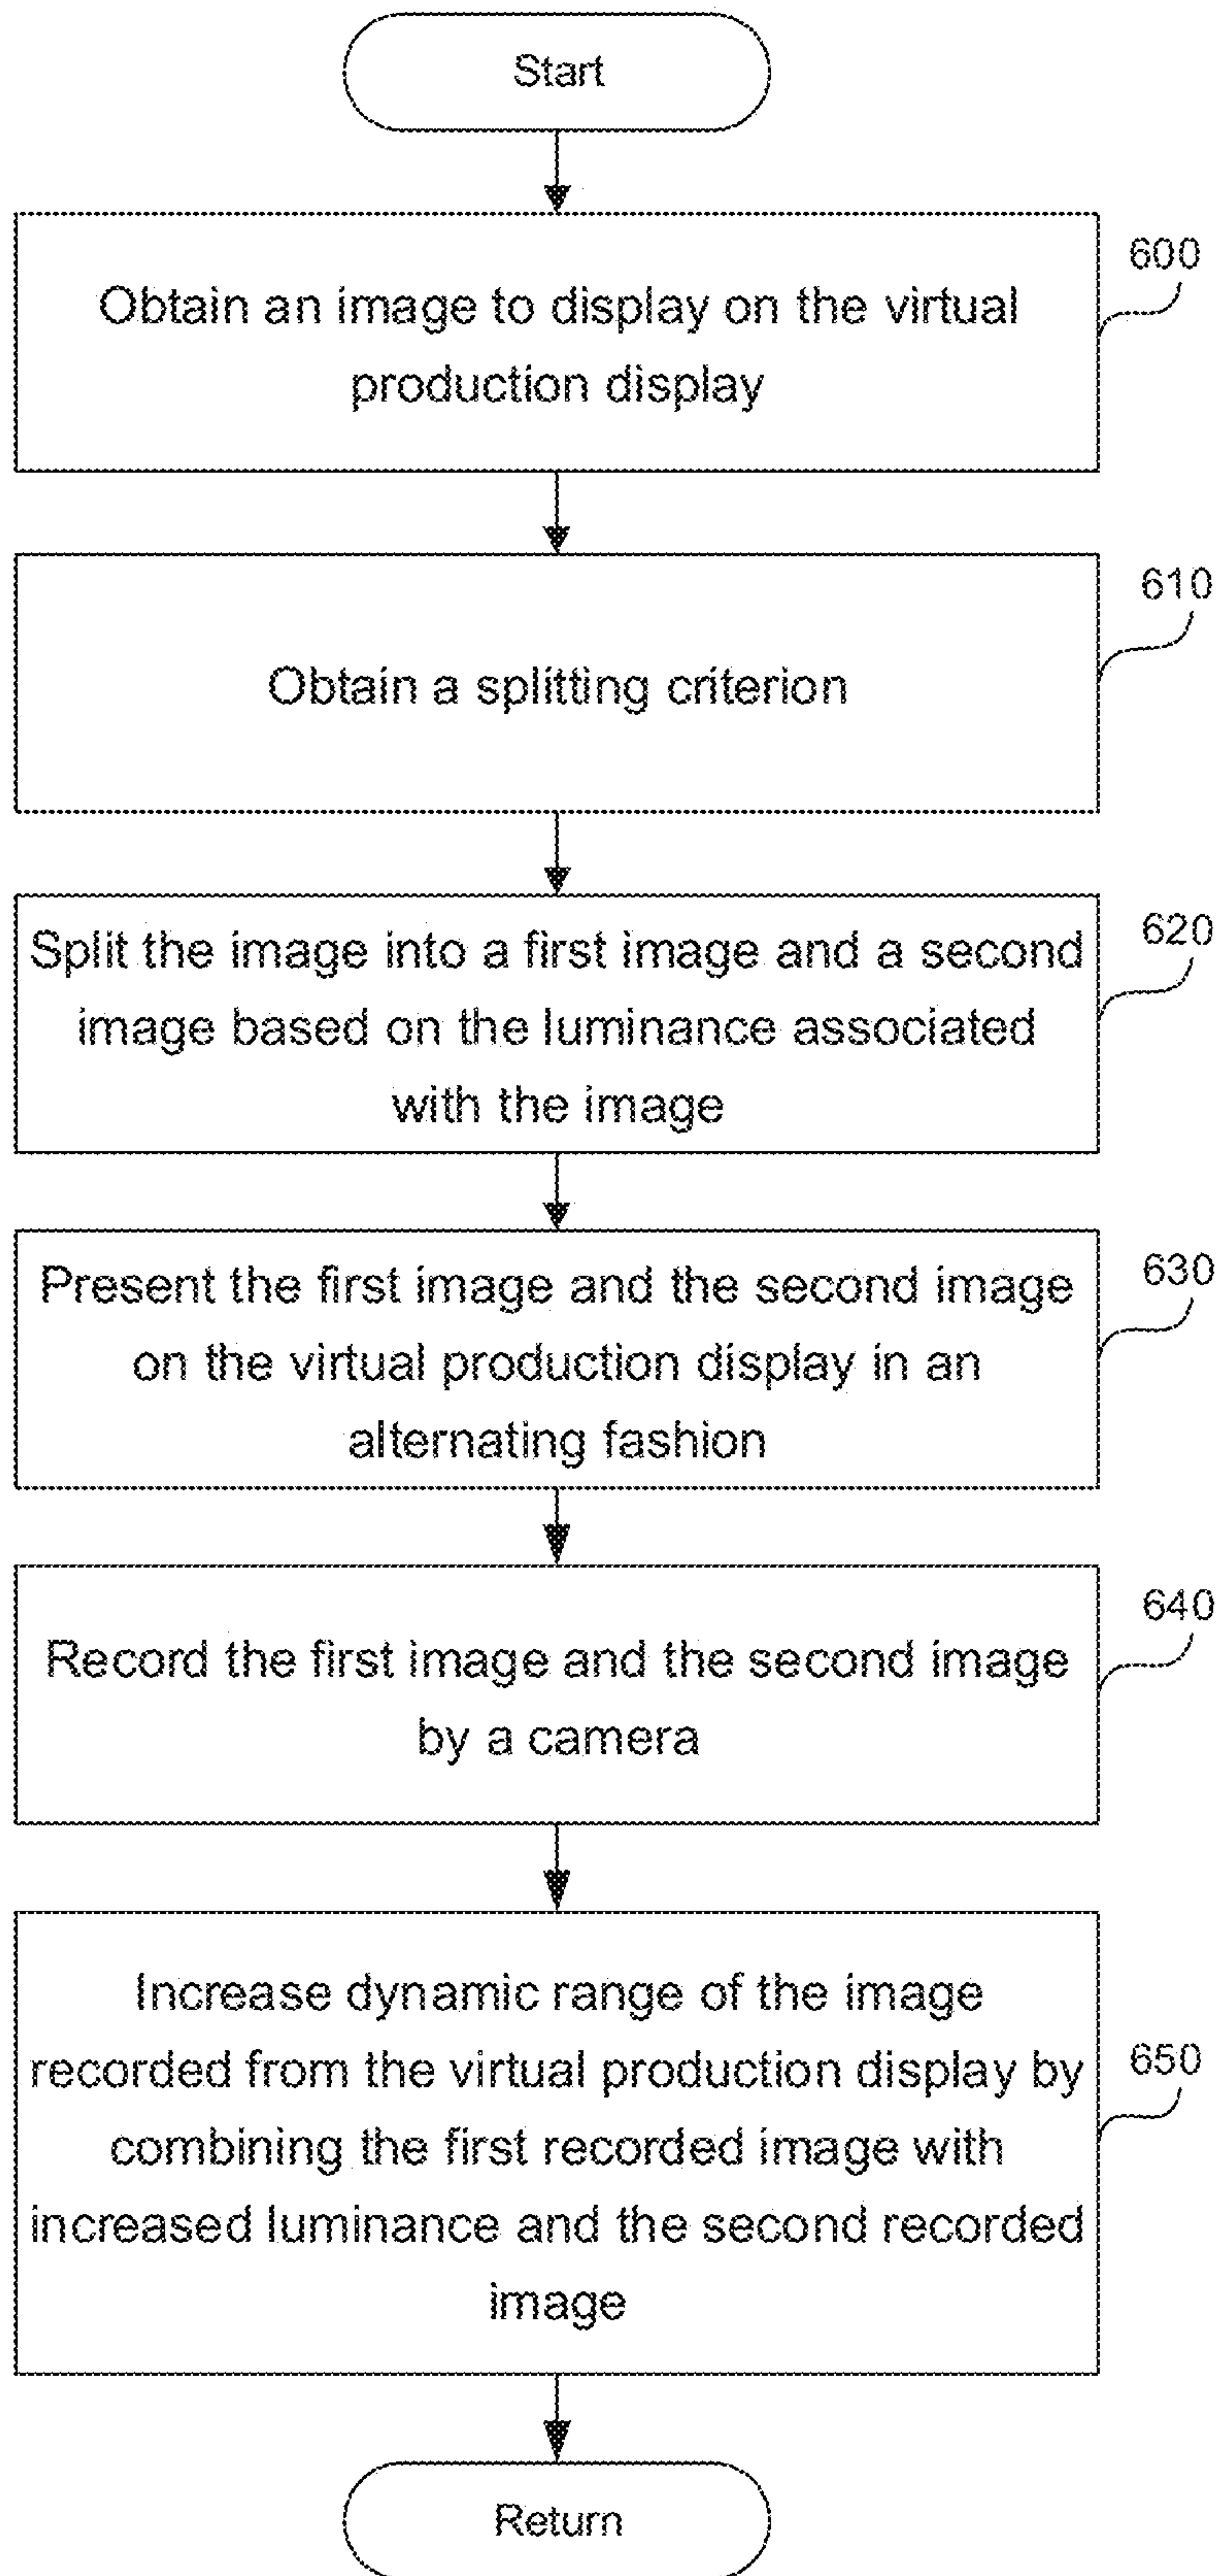 Start
600
Obtain an image to display on the virtual
production display
610
Obtain a splitting criterion
620
Split the image into a first image and a second
image based on the luminance associated
with the image
630
Present the first image and the second image
on the virtual production display in an
alternating fashion
640
Record the first image and the second image
by a camera
650
Increase dynamic range of the image
recorded from the virtual production display by
combining the first recorded image with
increased luminance and the second recorded
image
Return